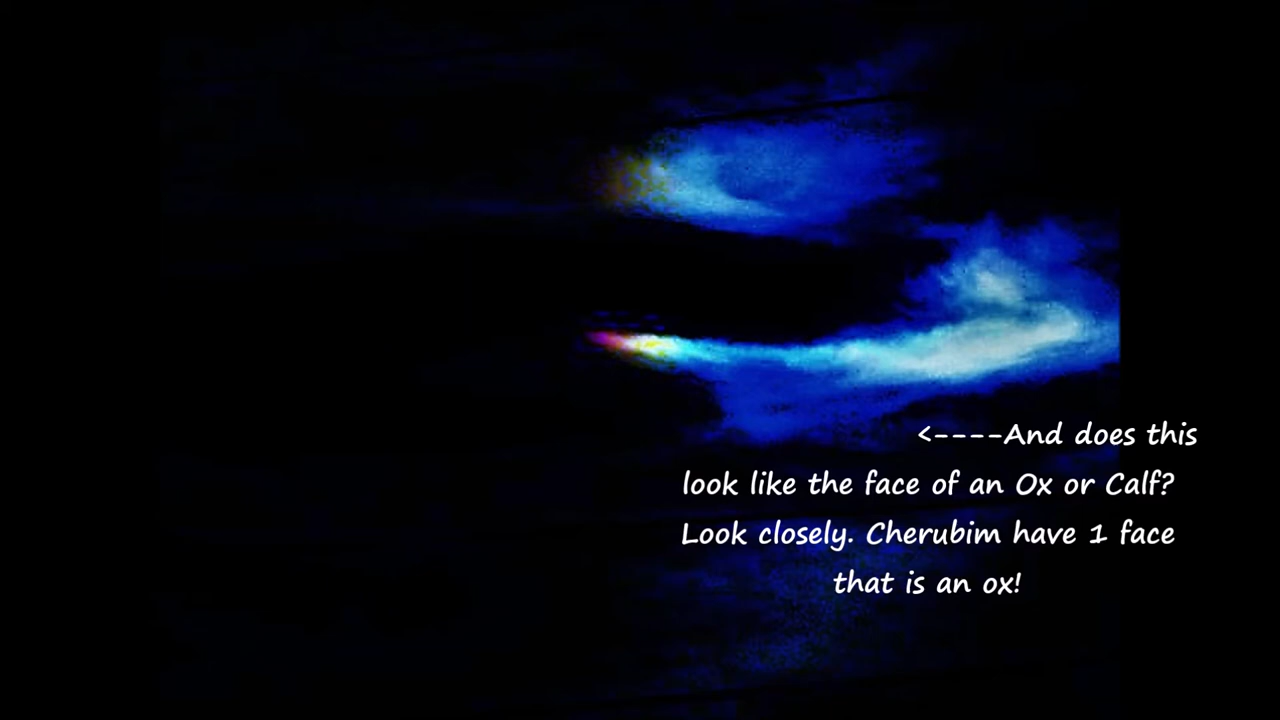 <----And does this
look like the face of an Ox or Calf?
Look closely. Cherubim have 1 face
that is an ox!